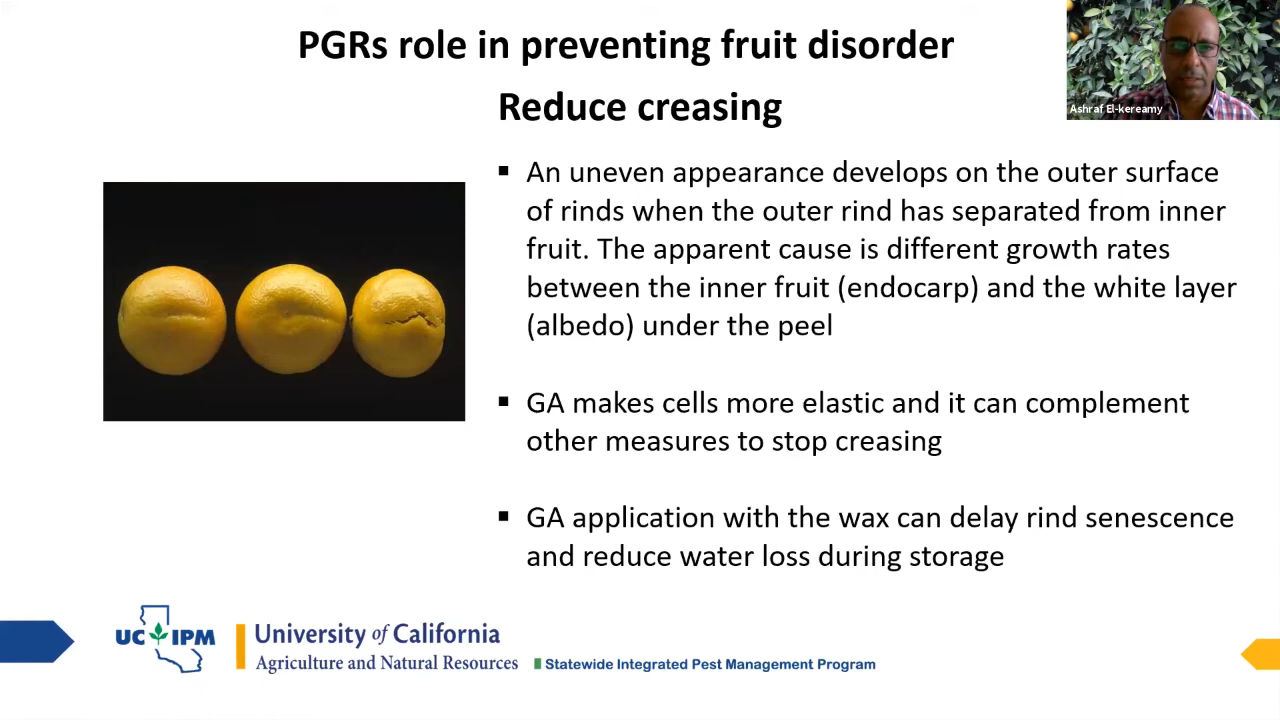 PGRs role in preventing fruit disorder
Reduce creasing
Ashraf El-kereamy
▪ An uneven appearance develops on the outer surface
of rinds when the outer rind has separated from inner
fruit. The apparent cause is different growth rates
between the inner fruit (endocarp) and the white layer
(albedo) under the peel
▪ GA makes cells more elastic and it can complement
other measures to stop creasing
▪ GA application with the wax can delay rind senescence
and reduce water loss during storage
UC IPM
University of California
Agriculture and Natural Resources
Statewide Integrated Pest Management Program